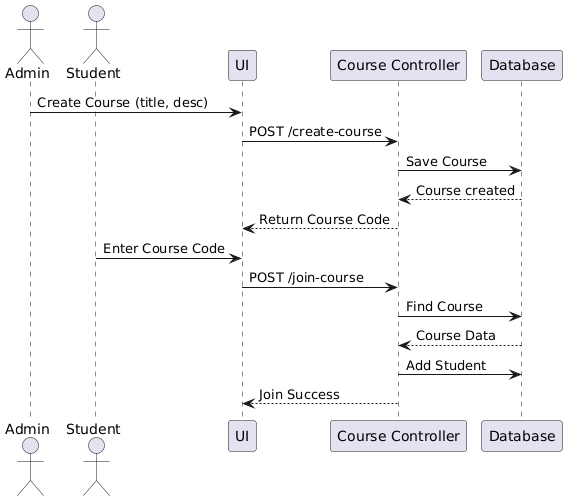 Admin
Student
UI
Course Controller
Database
Create Course (title, desc)
POST /create-course
Save Course
Course created
Return Course Code
Enter Course Code
POST /join-course
Find Course
Course Data
Add Student
Join Success
Admin
Student
UI
Course Controller
Database